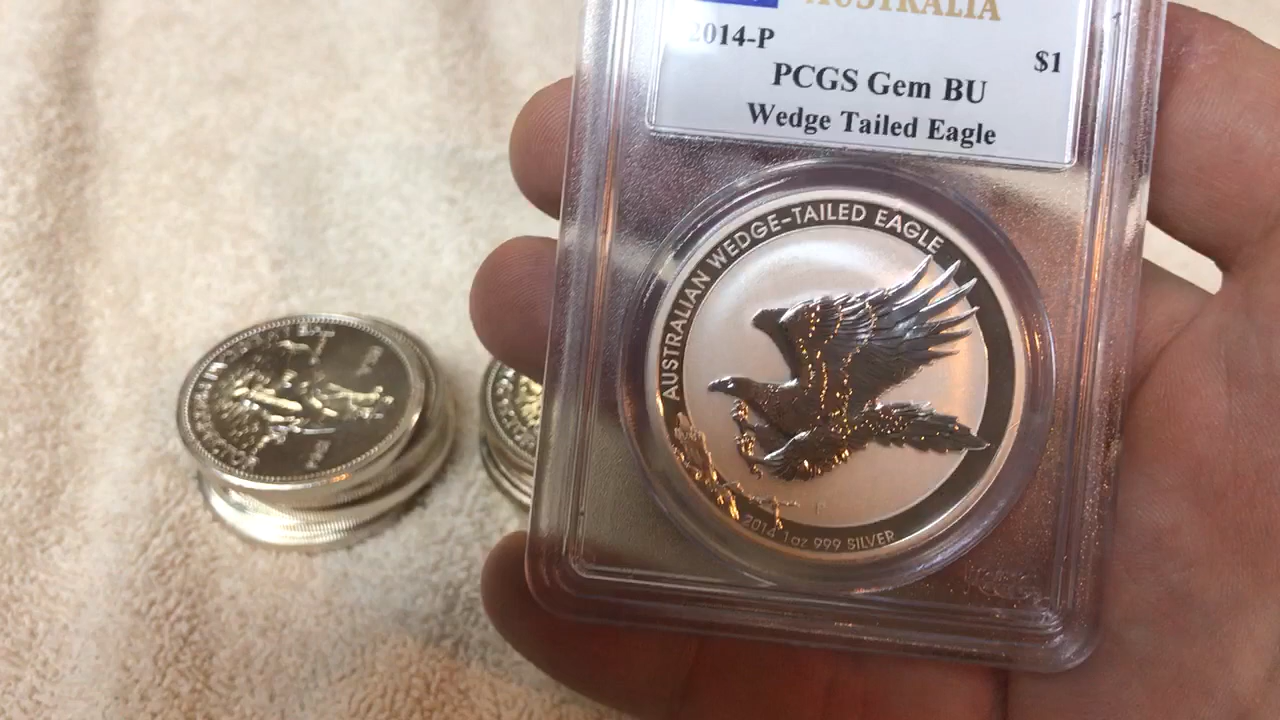 AUSTRALIA
2014-P
$1
PCGS Gem BU
Wedge Tailed Eagle
AUSTRALIAN WEDGE-TAILED EAGLE
P
2014 1oz 999 SILVER